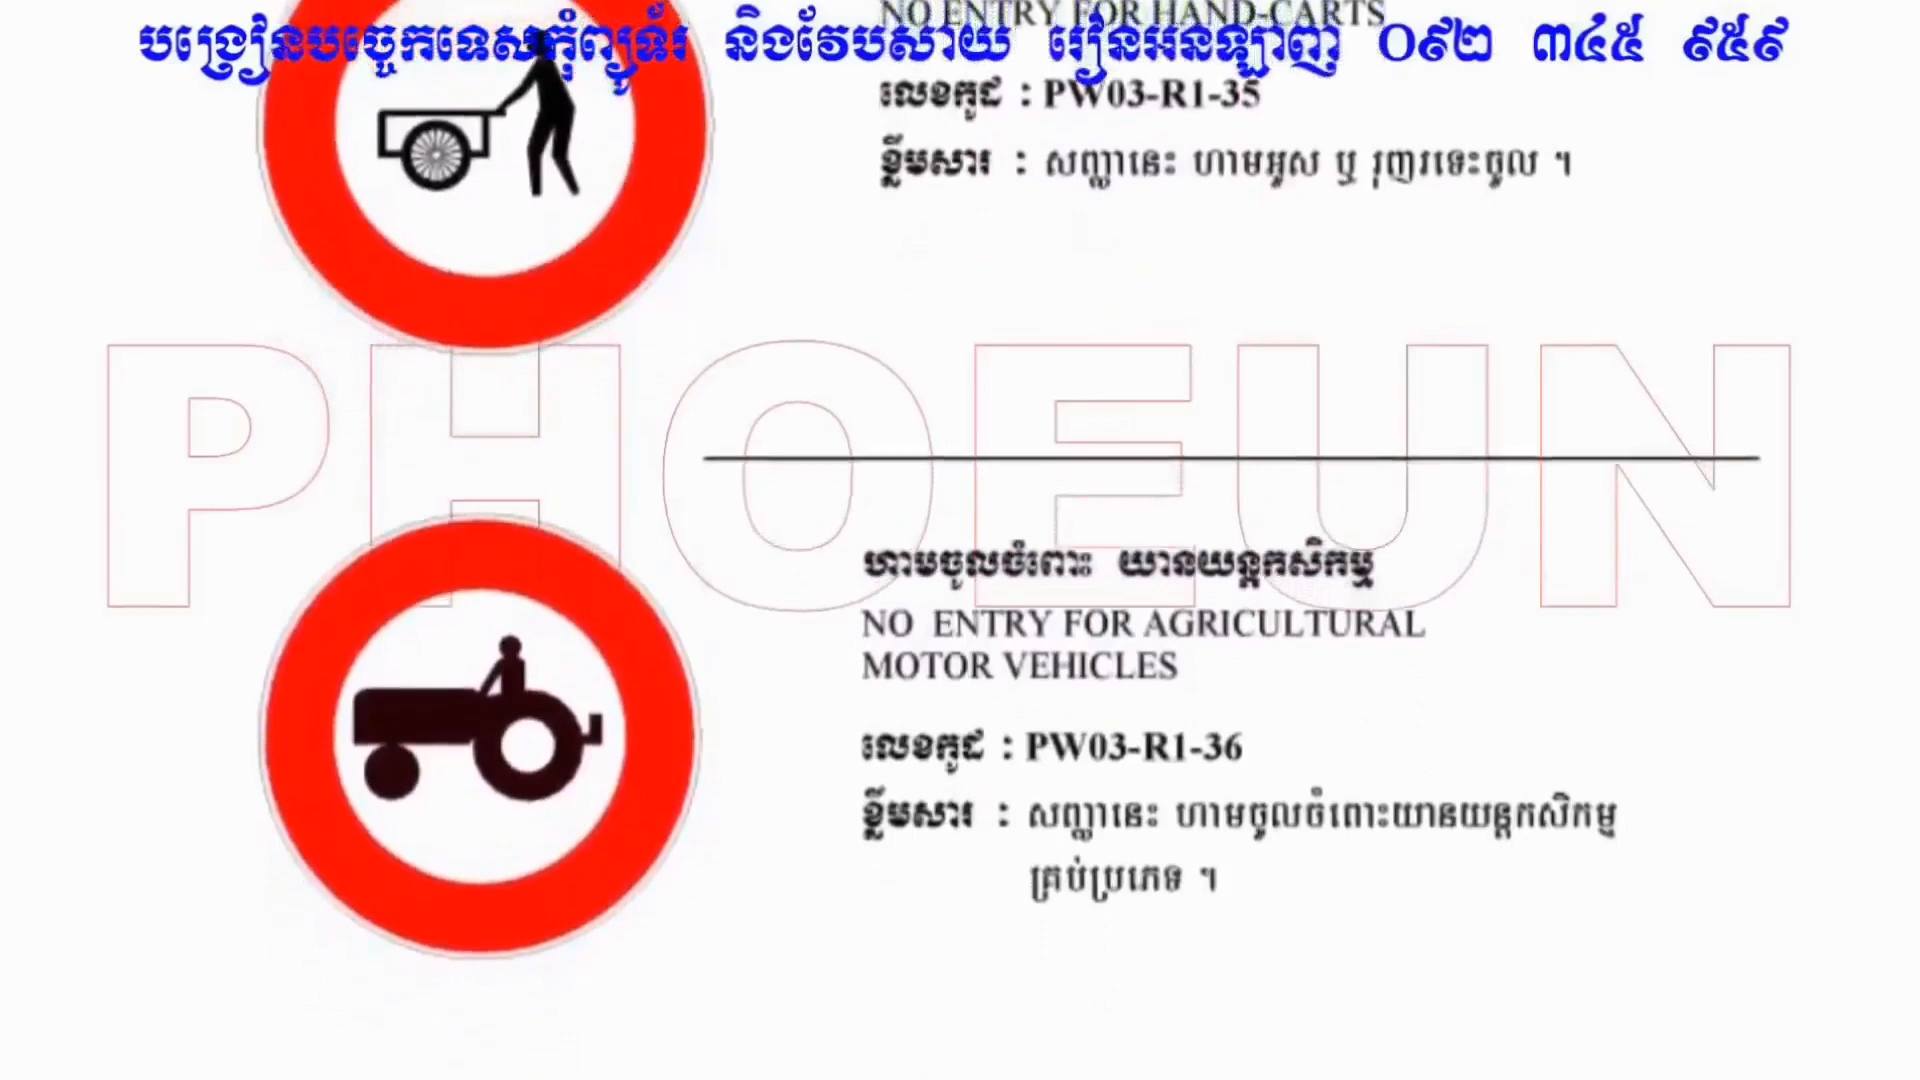 NO ENTRY FOR HAND-CARTS
បង្រៀនបច្ចេកទេសកុំព្យូទ័រ និងវែបសាយ រៀនអនឡាញ ០៩២ ៣៤៥ ៩៥៩
លេខកូដ : PW03-R1-35
ខ្លឹមសារ : សញ្ញានេះ ហាមអូស ឬ រុញរទេះចូល ។
PHOEUN
ហាមចូលចំពោះ យានយន្តកសិកម្ម
NO ENTRY FOR AGRICULTURAL
MOTOR VEHICLES
លេខកូដ : PW03-R1-36
ខ្លឹមសារ : សញ្ញានេះ ហាមចូលចំពោះយានយន្តកសិកម្ម
គ្រប់ប្រភេទ ។